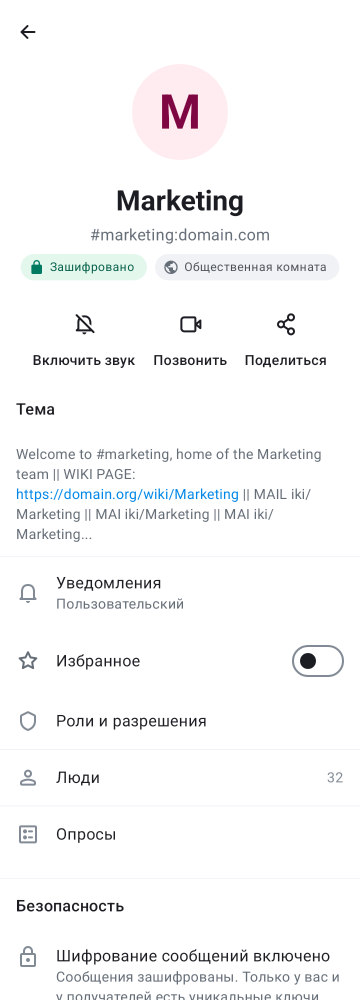 M
Marketing
#marketing:domain.com
Зашифровано
Общественная комната
Включить звук
Позвонить
Поделиться
Тема
Welcome to #marketing, home of the Marketing
team || WIKI PAGE:
https://domain.org/wiki/Marketing || MAIL iki/
Marketing || MAI iki/Marketing || MAI iki/
Marketing...
Уведомления
Пользовательский
Избранное
Роли и разрешения
Люди 32
Опросы
Безопасность
Шифрование сообщений включено
Сообщения зашифрованы. Только у вас и
у получателей есть уникальные ключи